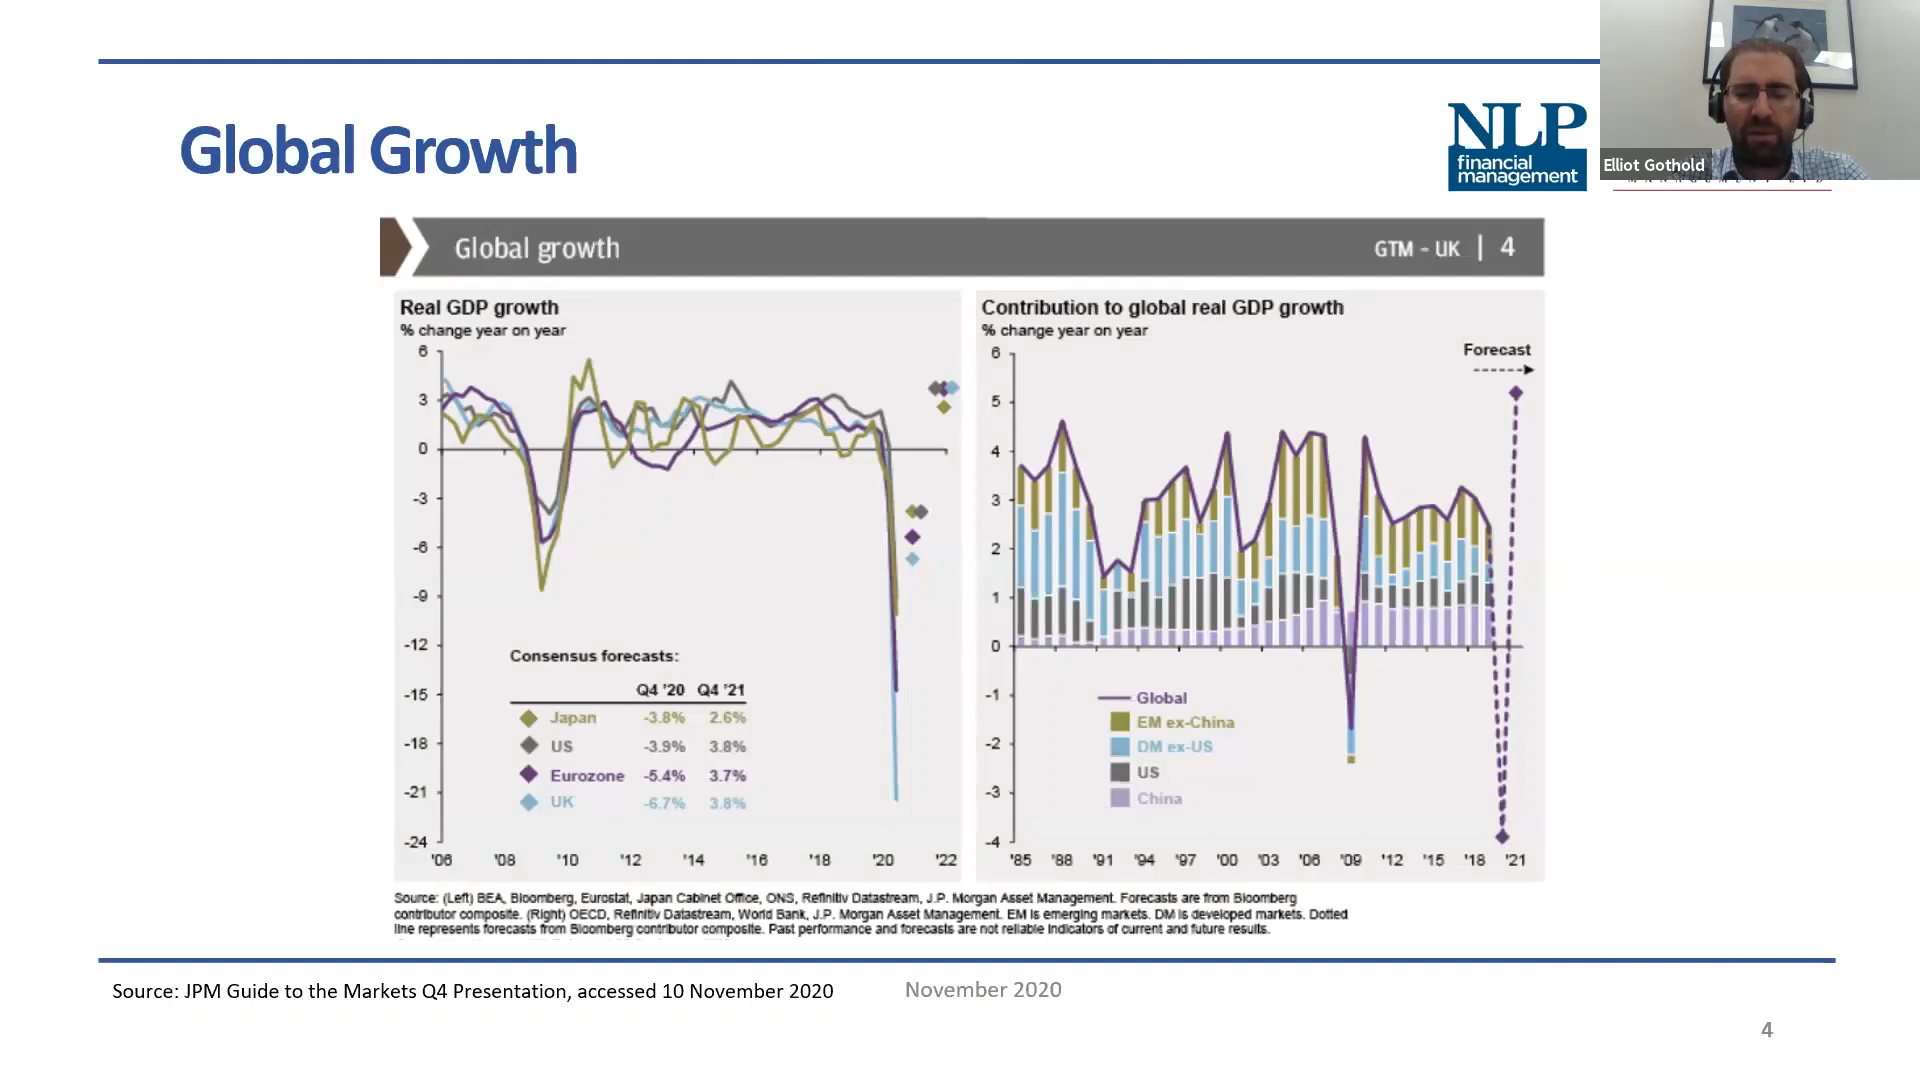 Global Growth
NLP
financial
management
Elliot Gothold
Global growth
GTM – UK | 4
Real GDP growth
% change year on year
6
3
0
-3
-6
-9
-12
-15
-18
-21
-24
'06 '08 '10 '12 '14 '16 '18 '20 '22
Consensus forecasts:
Q4 '20 Q4 '21
Japan -3.8% 2.6%
US -3.9% 3.8%
Eurozone -5.4% 3.7%
UK -6.7% 3.8%
Contribution to global real GDP growth
% change year on year
Forecast
6
5
4
3
2
1
0
-1
-2
-3
-4
'85 '88 '91 '94 '97 '00 '03 '06 '09 '12 '15 '18 '21
Global
EM ex-China
DM ex-US
US
China
Source: (Left) BEA, Bloomberg, Eurostat, Japan Cabinet Office, ONS, Refinitiv Datastream, J.P. Morgan Asset Management. Forecasts are from Bloomberg
contributor composite. (Right) OECD, Refinitiv Datastream, World Bank, J.P. Morgan Asset Management. EM is emerging markets. DM is developed markets. Dotted
line represents forecasts from Bloomberg contributor composite. Past performance and forecasts are not reliable indicators of current and future results.
Source: JPM Guide to the Markets Q4 Presentation, accessed 10 November 2020
November 2020
4